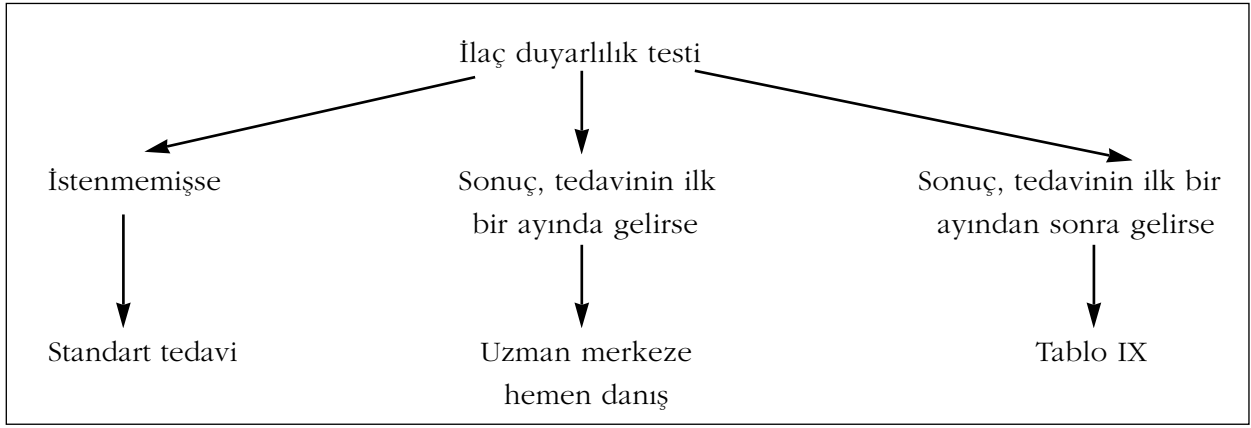 İlaç duyarlılık testi
İstenmemişse
Sonuç, tedavinin ilk
bir ayında gelirse
Sonuç, tedavinin ilk bir
ayından sonra gelirse
Standart tedavi
Uzman merkeze
hemen danış
Tablo IX